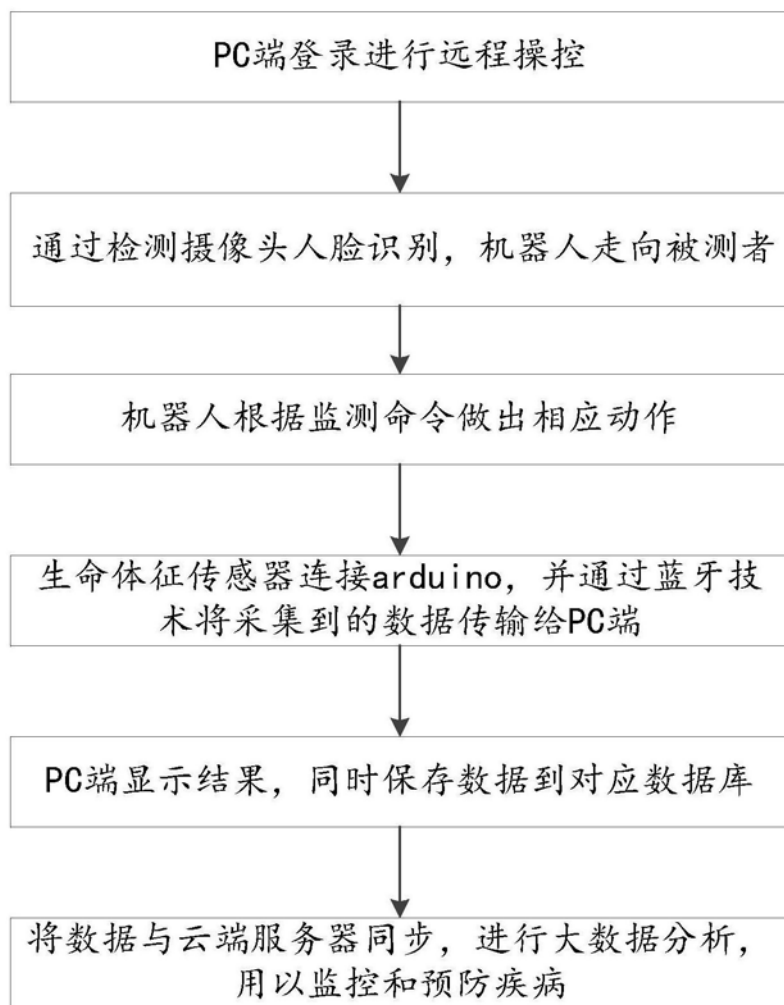 PC端登录进行远程操控
通过检测摄像头人脸识别，机器人走向被测者
机器人根据监测命令做出相应动作
生命体征传感器连接arduino，并通过蓝牙技
术将采集到的数据传输给PC端
PC端显示结果，同时保存数据到对应数据库
将数据与云端服务器同步，进行大数据分析，
用以监控和预防疾病